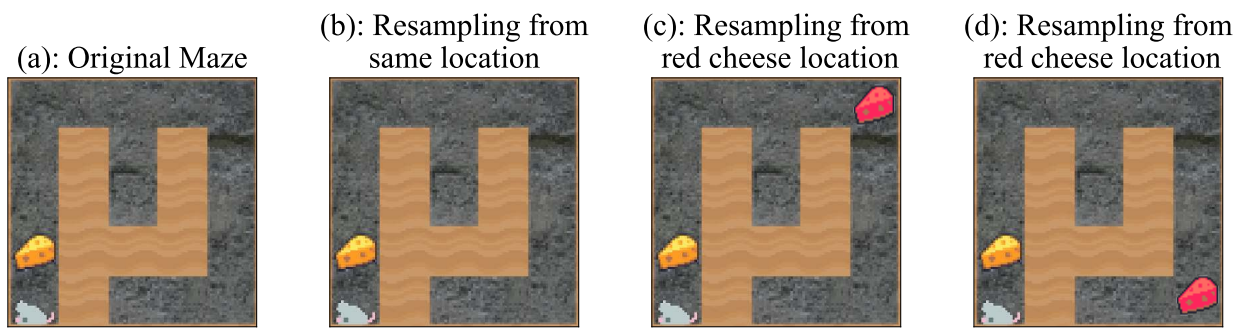 (a): Original Maze
(b): Resampling from
same location
(c): Resampling from
red cheese location
(d): Resampling from
red cheese location